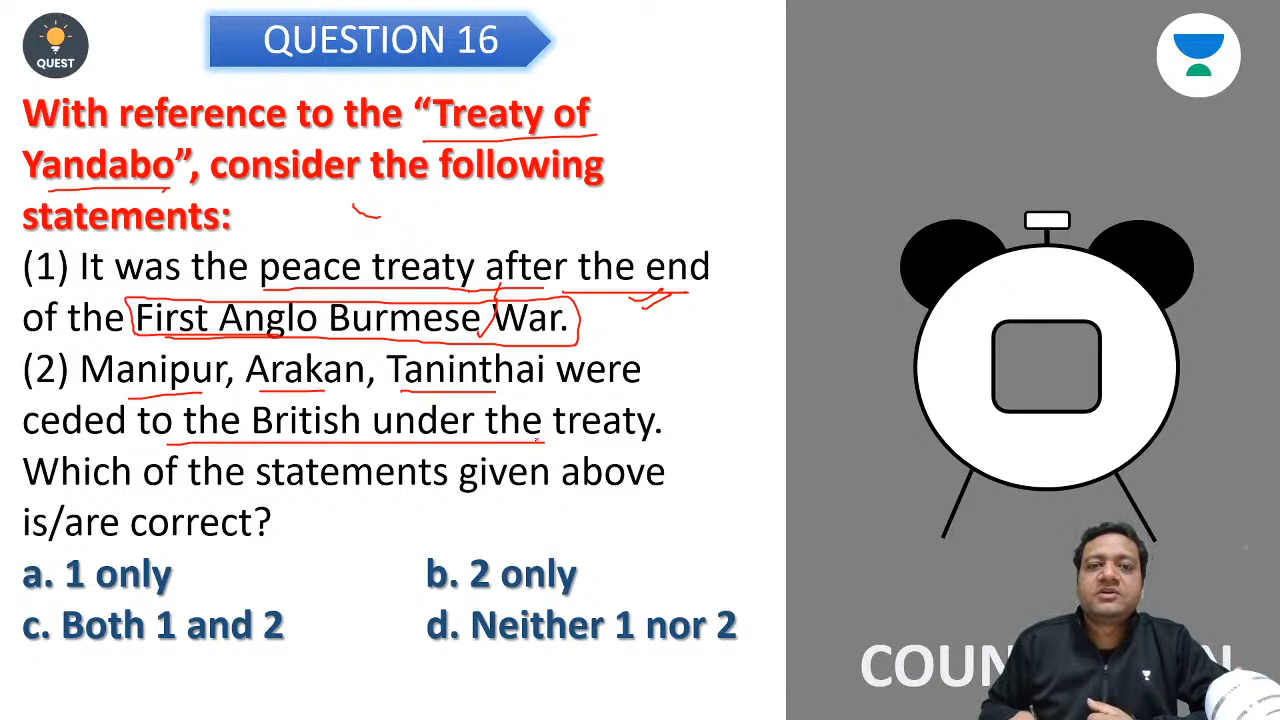 QUEST
QUESTION 16
With reference to the “Treaty of
Yandabo”, consider the following
statements:
(1) It was the peace treaty after the end
of the First Anglo Burmese War.
(2) Manipur, Arakan, Taninthai were
ceded to the British under the treaty.
Which of the statements given above
is/are correct?
a. 1 only
b. 2 only
c. Both 1 and 2
d. Neither 1 nor 2